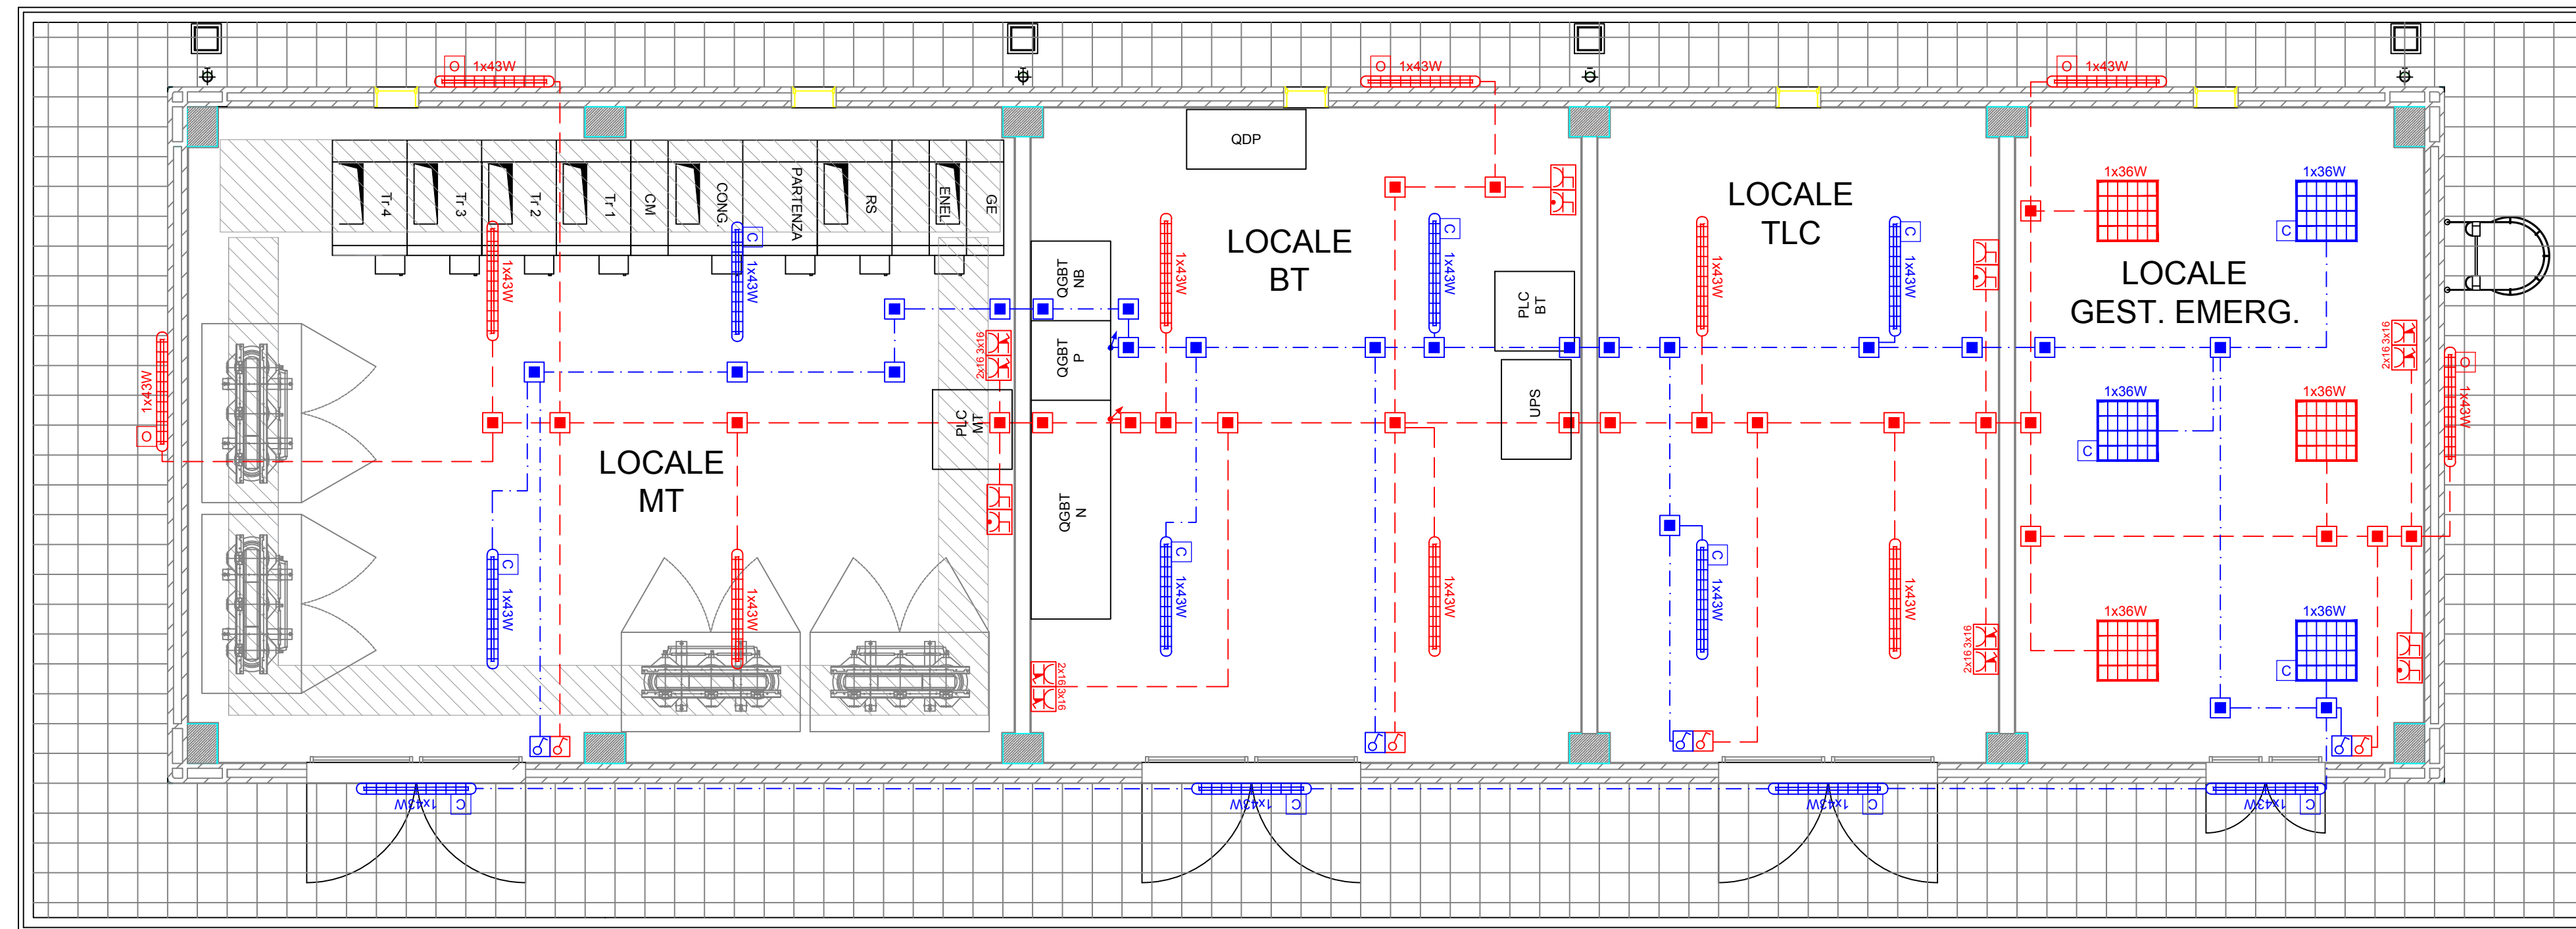 O 1x43W
O 1x43W
O 1x43W
QDP
Tr 4
Tr 3
Tr 2
Tr 1
CM
CONG.
PARTENZA
RS
ENEL
GE
1x43W
C
1x43W
1x43W
O
2x16 3x16
PLC
MT
LOCALE
MT
C
1x43W
1x43W
QGBT
NB
QGBT
P
QGBT
N
LOCALE
BT
1x43W
C
1x43W
PLC
BT
UPS
C
1x43W
1x43W
2x16 3x16
LOCALE
TLC
1x43W
C
1x43W
C
1x43W
1x43W
2x16 3x16
1x36W
1x36W
C
LOCALE
GEST. EMERG.
2x16 3x16
1x36W
C
1x36W
O
1x43W
1x36W
1x36W
C
1x43W C
1x43W C
1x43W C
1x43W C